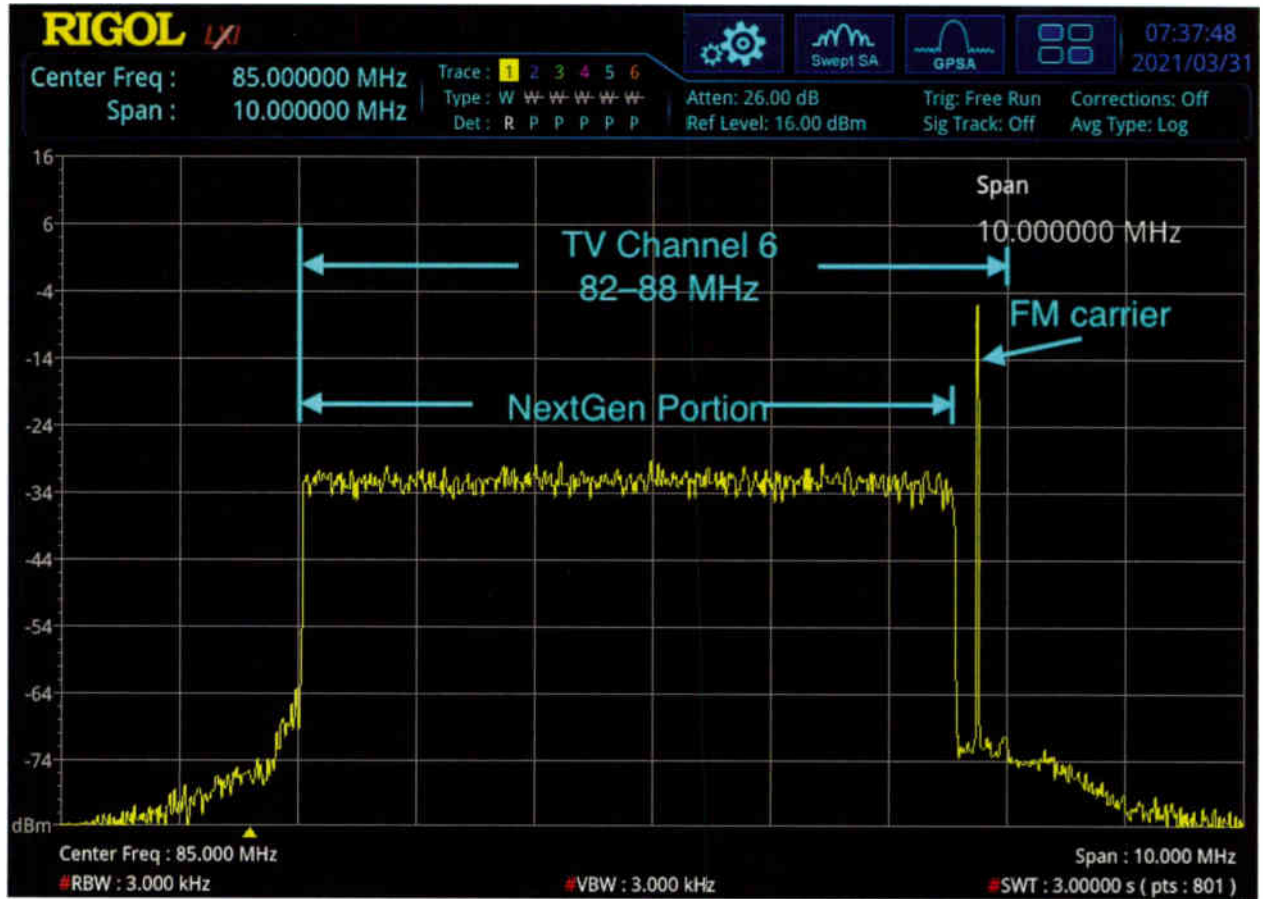 RIGOL LXI
07:37:48
2021/03/31
Swept SA
GPSA
Center Freq : 85.000000 MHz
Span : 10.000000 MHz
Trace : 1 2 3 4 5 6
Type : W W W W W W
Det : R P P P P P
Atten: 26.00 dB
Ref Level: 16.00 dBm
Trig: Free Run
Sig Track: Off
Corrections: Off
Avg Type: Log
16
6
-4
-14
-24
-34
-44
-54
-64
-74
dBm
Span
10.000000 MHz
TV Channel 6
82–88 MHz
FM carrier
NextGen Portion
Center Freq : 85.000 MHz
Span : 10.000 MHz
#RBW : 3.000 kHz
#VBW : 3.000 kHz
#SWT : 3.00000 s ( pts : 801 )